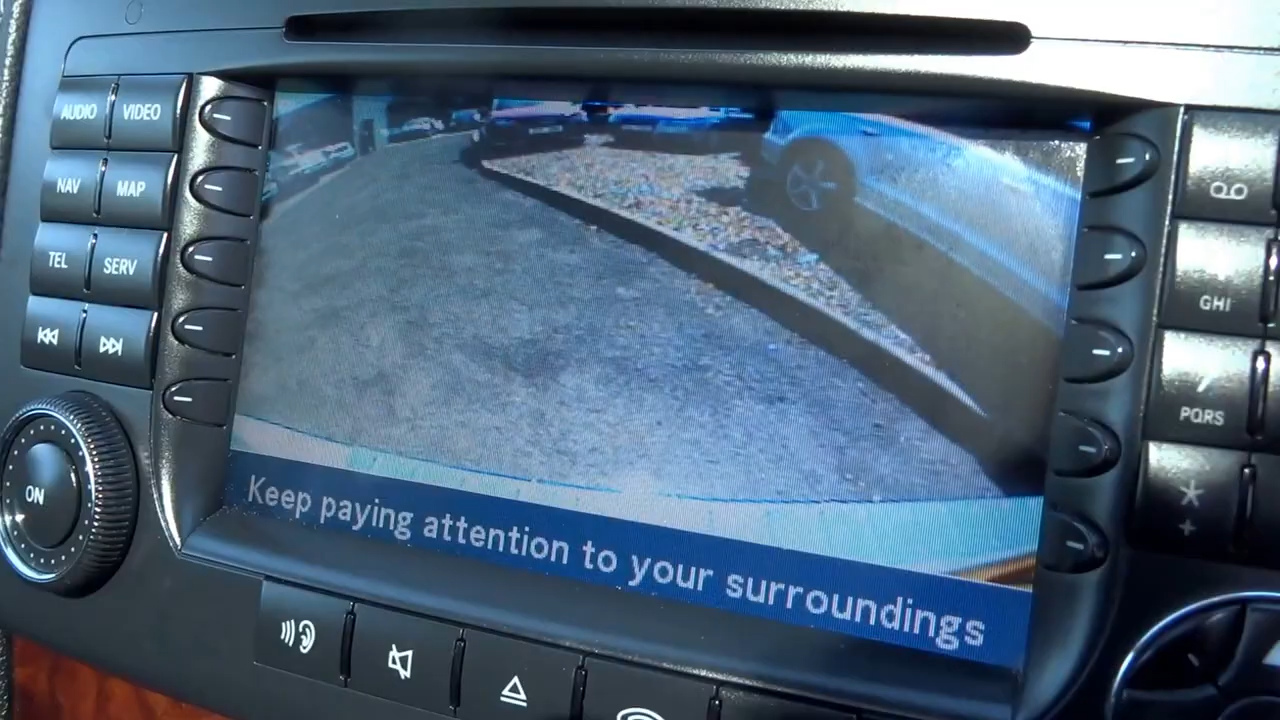 AUDIO VIDEO
NAV MAP
TEL SERV
ON
GHI
PQRS
*
+
Keep paying attention to your surroundings